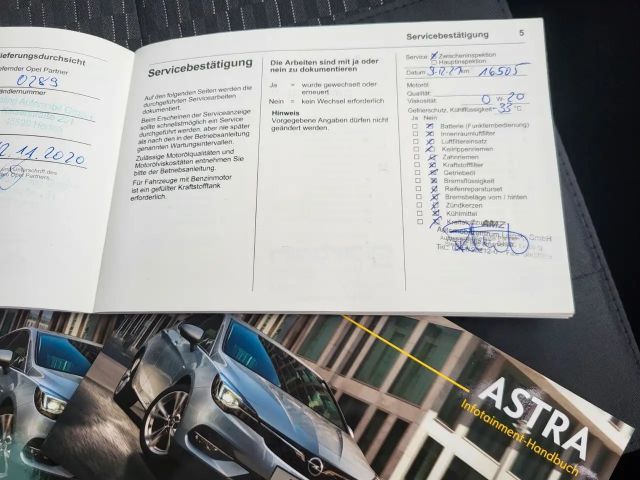 ieferungsdurchsicht
efernder Opel Partner
0289
ändlernummer
2.11.2020
Servicebestätigung
Auf den folgenden Seiten werden die
durchgeführten Servicearbeiten
dokumentiert.
Beim Erscheinen der Serviceanzeige
sollte schnellstmöglich ein Service
durchgeführt werden, aber nie später
als nach den in der Betriebsanleitung
genannten Wartungsintervallen.
Zulässige Motorölqualitäten und
Motorölviskositäten entnehmen Sie
bitte der Betriebsanleitung.
Für Fahrzeuge mit Benzinmotor
ist ein gefüllter Kraftstofftank
erforderlich.
Die Arbeiten sind mit ja oder
nein zu dokumentieren
Ja = wurde gewechselt oder
erneuert.
Nein = kein Wechsel erforderlich
Hinweis
Vorgegebene Angaben dürfen nicht
geändert werden.
Servicebestätigung 5
Service Zwischeninspektion
Hauptinspektion
Datum km 16505
Motoröl
Qualität:
Viskosität: 0 W- 20
Gefrierschutz, Kühlflüssigkeit - 35 °C
Ja Nein
Batterie (Funkfernbedienung)
Innenraumluftfilter
Luftfiltereinsatz
Keilrippenriemen
Zahnriemen
Kraftstofffilter
Getriebeöl
Bremsflüssigkeit
Reifenreparaturset
Bremsbeläge vorn / hinten
Zündkerzen
Kühlmittel
AMZ
ASTRA
Infotainment-Handbuch